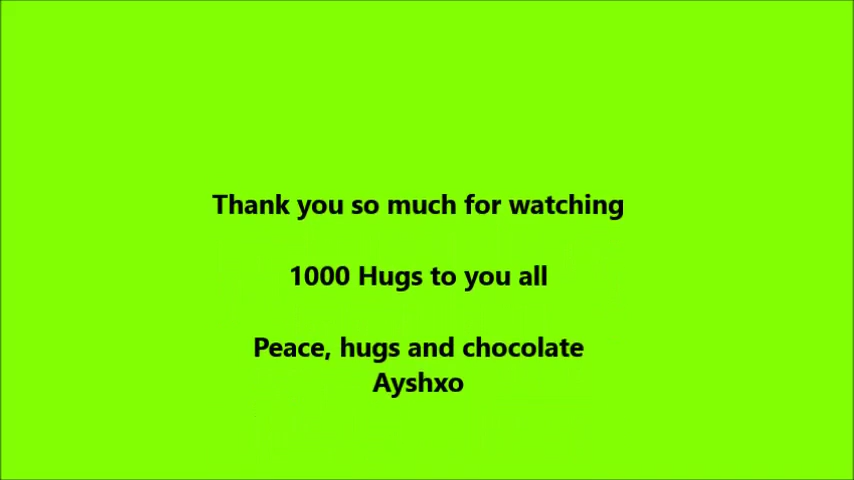 Thank you so much for watching
1000 Hugs to you all
Peace, hugs and chocolate
Ayshxo